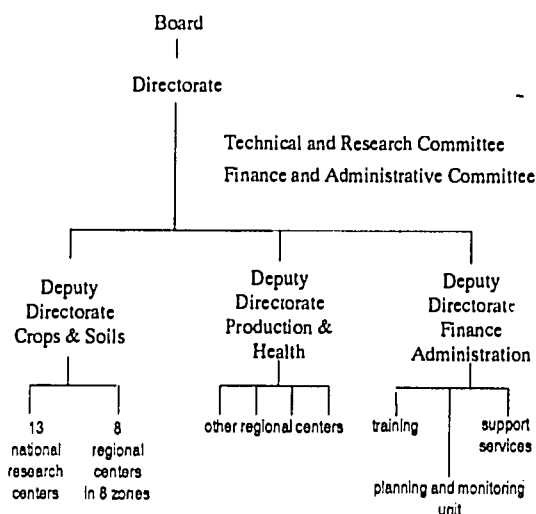 Board
Directorate
Technical and Research Committee
Finance and Administrative Committee
Deputy
Directorate
Crops & Soils
Deputy
Directorate
Production &
Health
Deputy
Directorate
Finance
Administration
13
national
research
centers
8
regional
centers
in 8 zones
other regional centers
training
support
services
planning and monitoring
unit